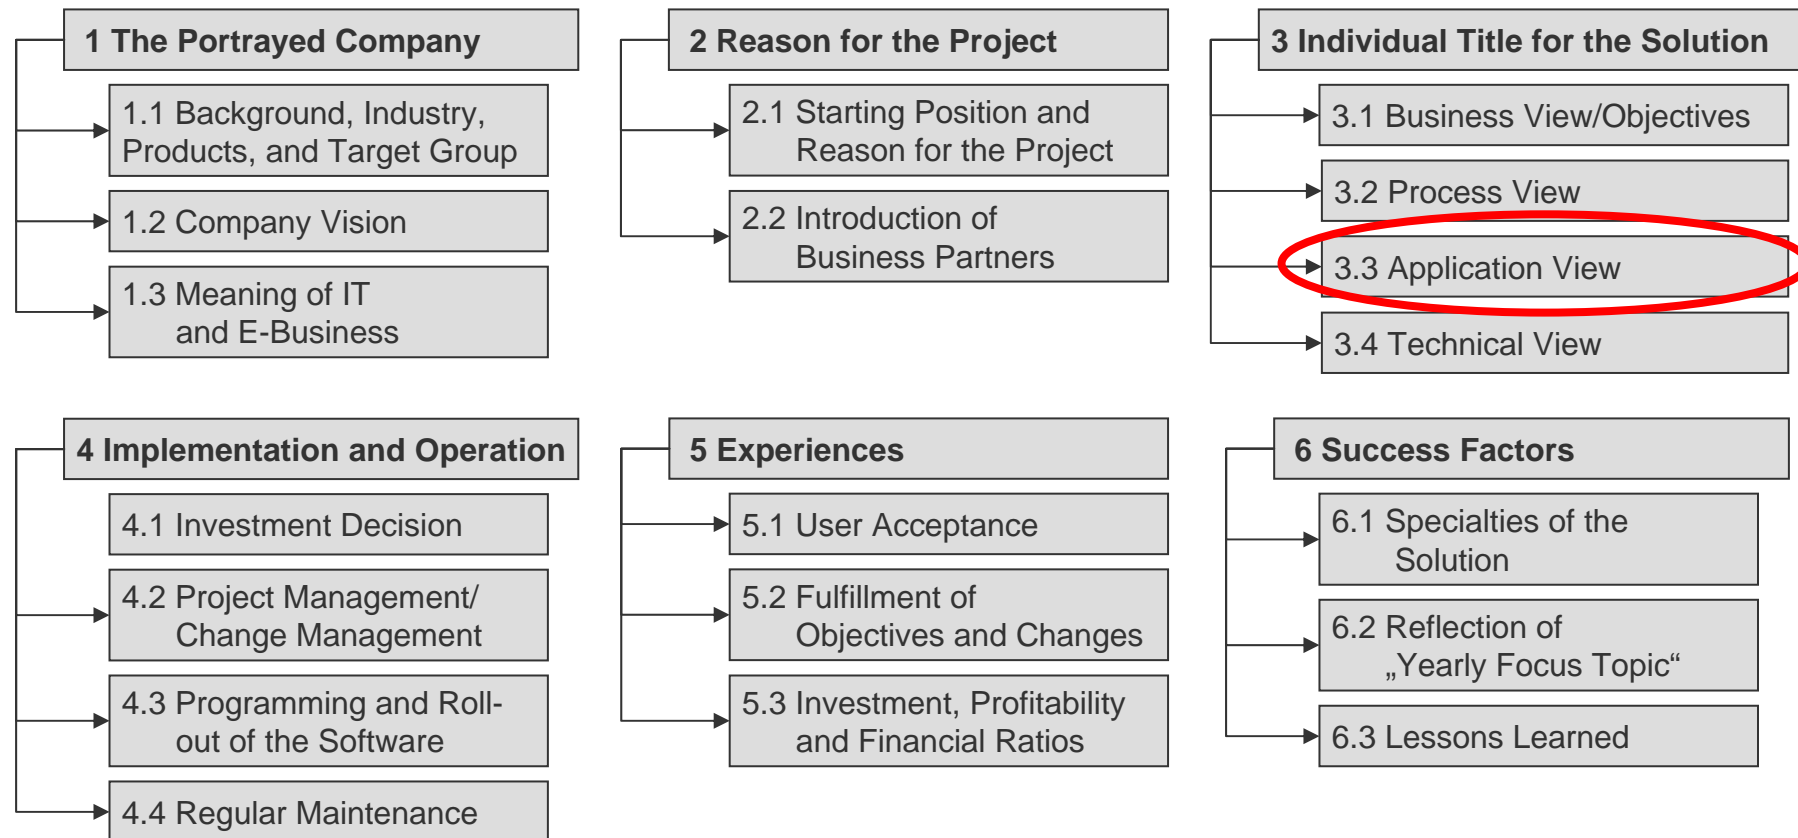 1 The Portrayed Company
1.1 Background, Industry,
Products, and Target Group
1.2 Company Vision
1.3 Meaning of IT
and E-Business
2 Reason for the Project
2.1 Starting Position and
Reason for the Project
2.2 Introduction of
Business Partners
3 Individual Title for the Solution
3.1 Business View/Objectives
3.2 Process View
3.3 Application View
3.4 Technical View
4 Implementation and Operation
4.1 Investment Decision
4.2 Project Management/
Change Management
4.3 Programming and Roll-
out of the Software
4.4 Regular Maintenance
5 Experiences
5.1 User Acceptance
5.2 Fulfillment of
Objectives and Changes
5.3 Investment, Profitability
and Financial Ratios
6 Success Factors
6.1 Specialties of the
Solution
6.2 Reflection of
„Yearly Focus Topic“
6.3 Lessons Learned